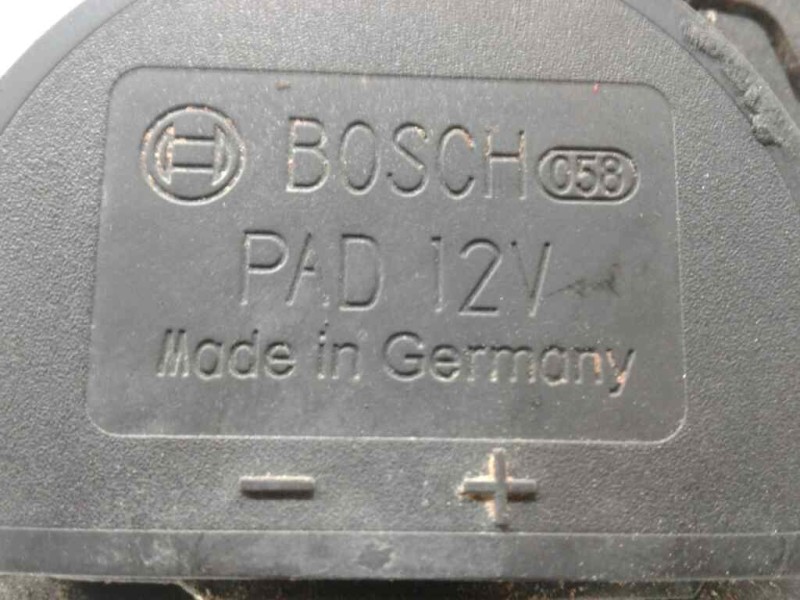 BOSCH 058
PAD 12V
Made in Germany
- +